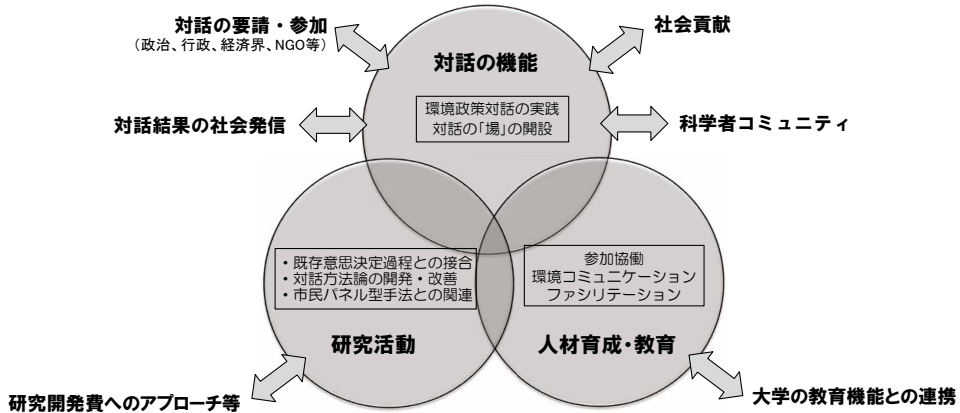 対話の要請・参加
(政治、行政、経済界、NGO等)
社会貢献
対話の機能
環境政策対話の実践
対話の「場」の開設
対話結果の社会発信
科学者コミュニティ
・既存意思決定過程との接合
・対話方法論の開発・改善
・市民パネル型手法との関連
参加協働
環境コミュニケーション
ファシリテーション
研究活動
人材育成・教育
研究開発費へのアプローチ等
大学の教育機能との連携